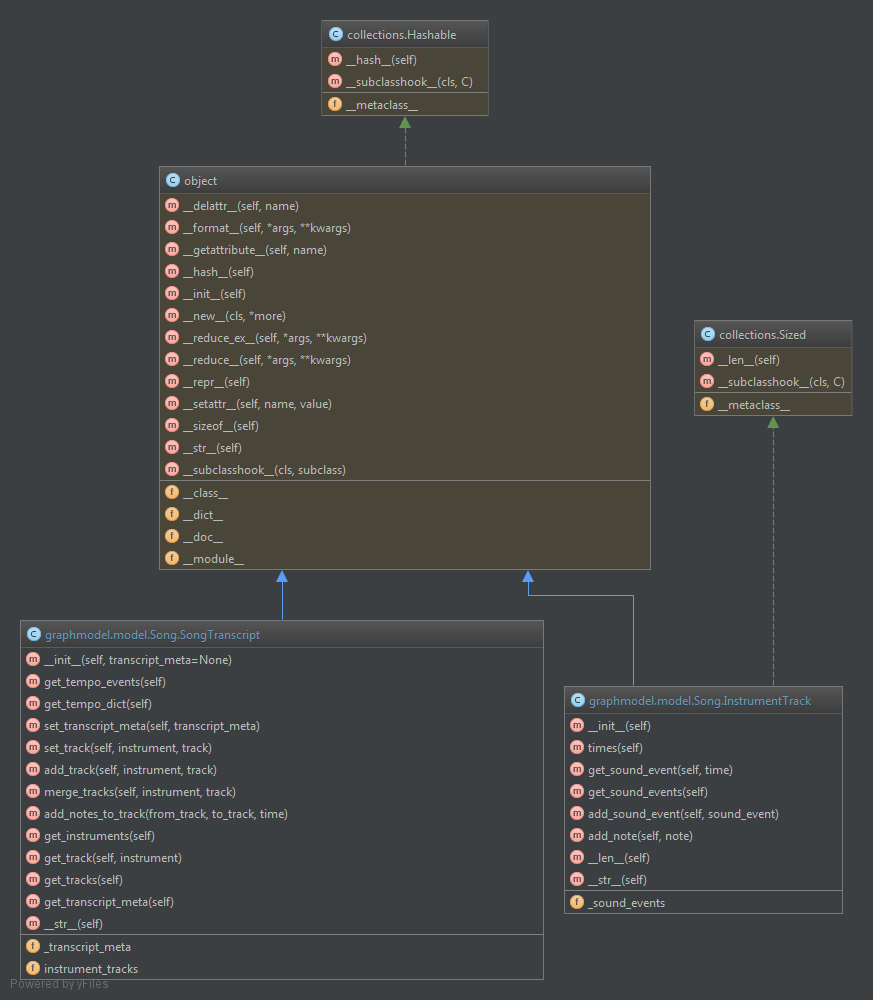 collections.Hashable
__hash__(self)
__subclasshook__(cls, C)
__metaclass__
object
__delattr__(self, name)
__format__(self, *args, **kwargs)
__getattribute__(self, name)
__hash__(self)
__init__(self)
__new__(cls, *more)
__reduce_ex__(self, *args, **kwargs)
__reduce__(self, *args, **kwargs)
__repr__(self)
__setattr__(self, name, value)
__sizeof__(self)
__str__(self)
__subclasshook__(cls, subclass)
__class__
__dict__
__doc__
__module__
collections.Sized
__len__(self)
__subclasshook__(cls, C)
__metaclass__
graphmodel.model.Song.SongTranscript
__init__(self, transcript_meta=None)
get_tempo_events(self)
get_tempo_dict(self)
set_transcript_meta(self, transcript_meta)
set_track(self, instrument, track)
add_track(self, instrument, track)
merge_tracks(self, instrument, track)
add_notes_to_track(from_track, to_track, time)
get_instruments(self)
get_track(self, instrument)
get_tracks(self)
get_transcript_meta(self)
__str__(self)
_transcript_meta
instrument_tracks
graphmodel.model.Song.InstrumentTrack
__init__(self)
times(self)
get_sound_event(self, time)
get_sound_events(self)
add_sound_event(self, sound_event)
add_note(self, note)
__len__(self)
__str__(self)
_sound_events
Powered by yFiles